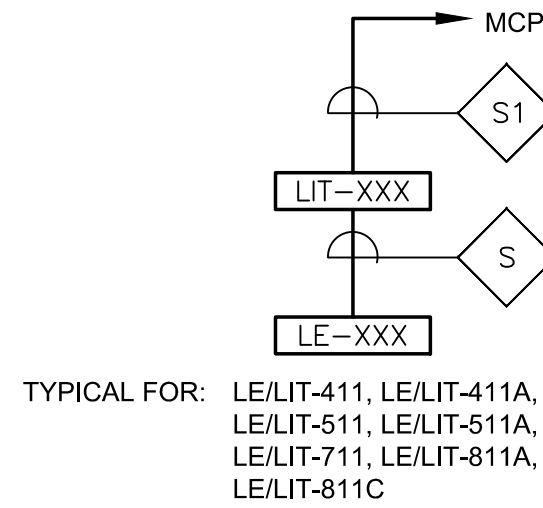 MCP
S1
LIT-XXX
S
LE-XXX
TYPICAL FOR: LE/LIT-411, LE/LIT-411A,
LE/LIT-511, LE/LIT-511A,
LE/LIT-711, LE/LIT-811A,
LE/LIT-811C